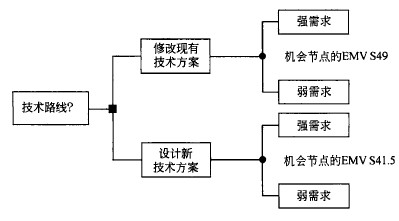 强需求
修改现有
技术方案
机会节点的EMV S49
弱需求
技术路线?
强需求
设计新
技术方案
机会节点的EMV S41.5
弱需求